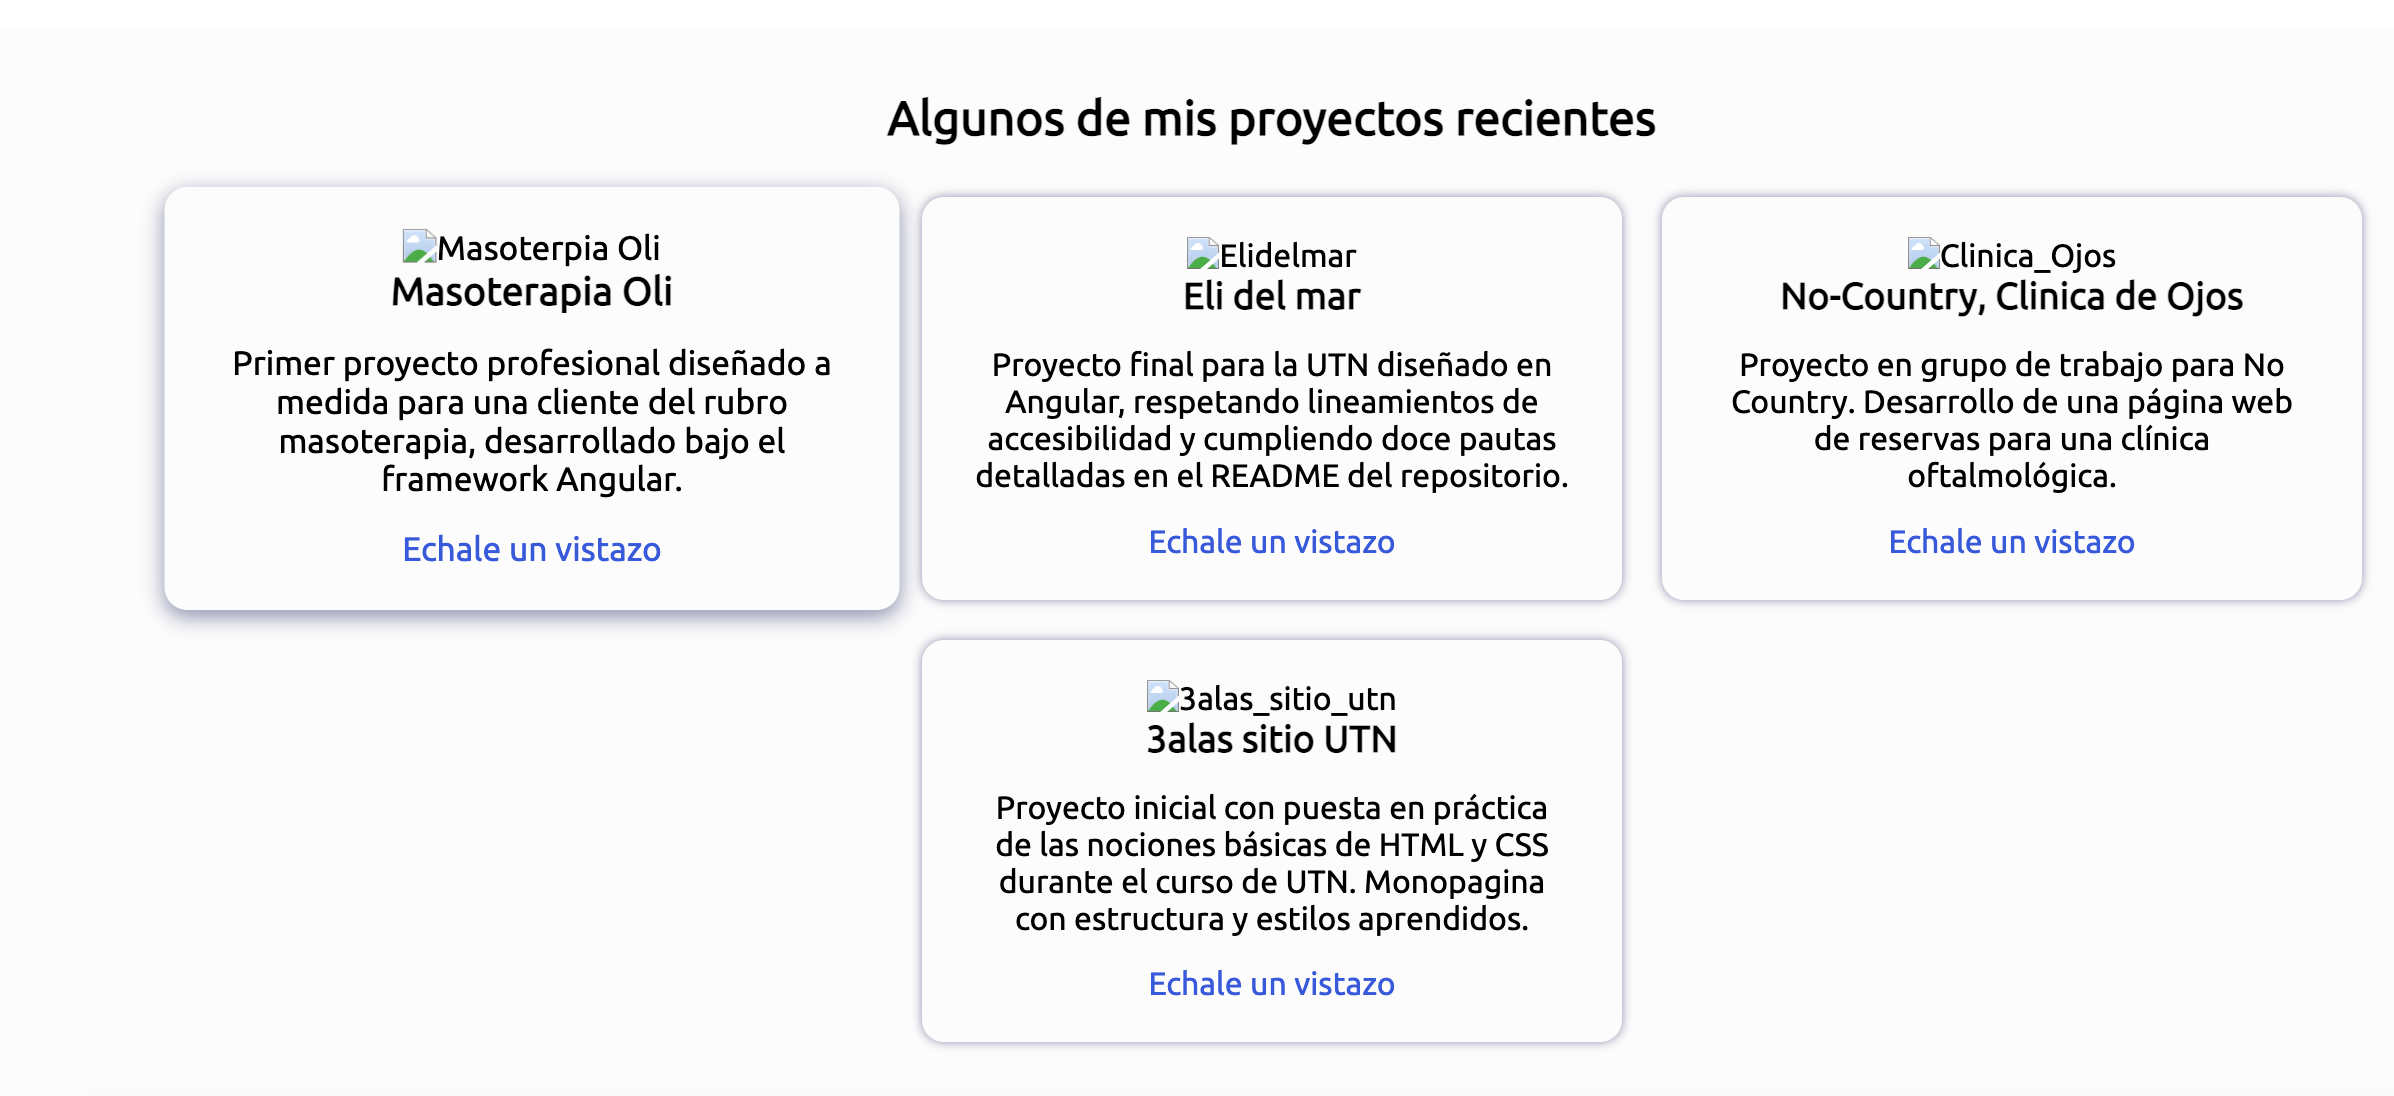 Algunos de mis proyectos recientes
Masoterpia Oli
Masoterapia Oli
Primer proyecto profesional diseñado a
medida para una cliente del rubro
masoterapia, desarrollado bajo el
framework Angular.
Echale un vistazo
Elidelmar
Eli del mar
Proyecto final para la UTN diseñado en
Angular, respetando lineamientos de
accesibilidad y cumpliendo doce pautas
detalladas en el README del repositorio.
Echale un vistazo
Clinica_Ojos
No-Country, Clinica de Ojos
Proyecto en grupo de trabajo para No
Country. Desarrollo de una página web
de reservas para una clínica
oftalmológica.
Echale un vistazo
3alas_sitio_utn
3alas sitio UTN
Proyecto inicial con puesta en práctica
de las nociones básicas de HTML y CSS
durante el curso de UTN. Monopagina
con estructura y estilos aprendidos.
Echale un vistazo